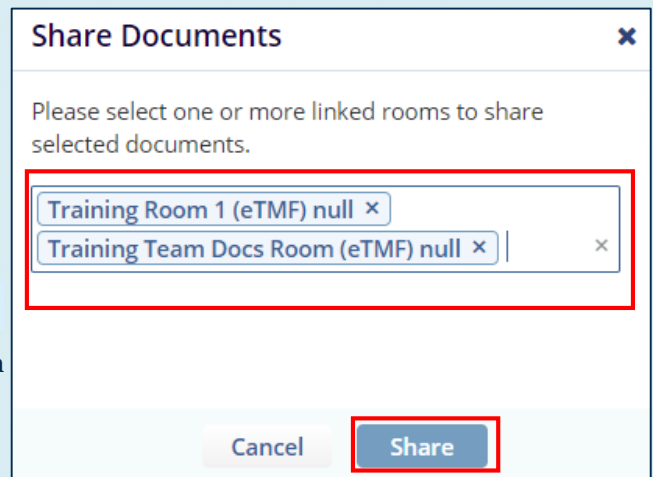 Share Documents ×
Please select one or more linked rooms to share
selected documents.
Training Room 1 (eTMF) null ×
Training Team Docs Room (eTMF) null × ×
Cancel Share